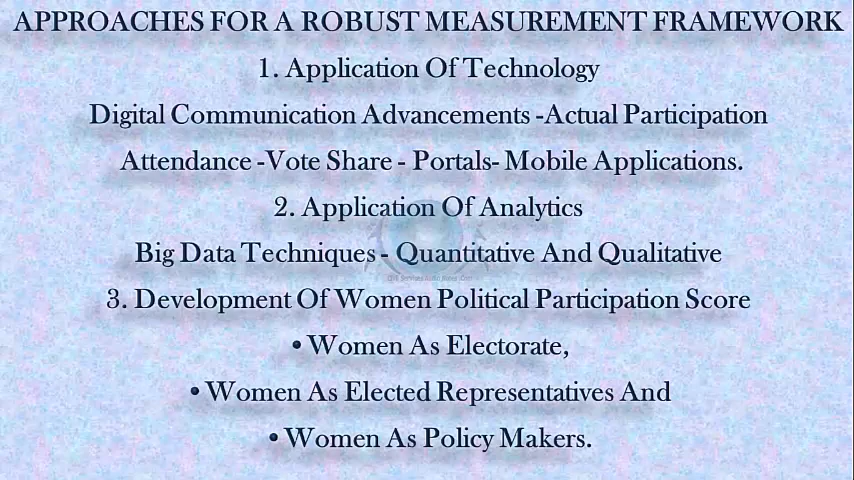 APPROACHES FOR A ROBUST MEASUREMENT FRAMEWORK
1. Application Of Technology
Digital Communication Advancements -Actual Participation
Attendance -Vote Share - Portals- Mobile Applications.
2. Application Of Analytics
Big Data Techniques - Quantitative And Qualitative
3. Development Of Women Political Participation Score
• Women As Electorate,
• Women As Elected Representatives And
• Women As Policy Makers.